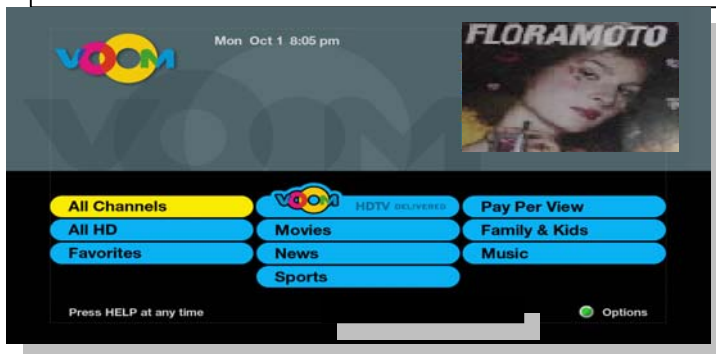 VOOM
Mon Oct 1 8:05 pm
FLORAMOTO
VOOM
All Channels
All HD
Favorites
VOOM HDTV DELIVERED
Movies
News
Sports
Pay Per View
Family & Kids
Music
Press HELP at any time
Options